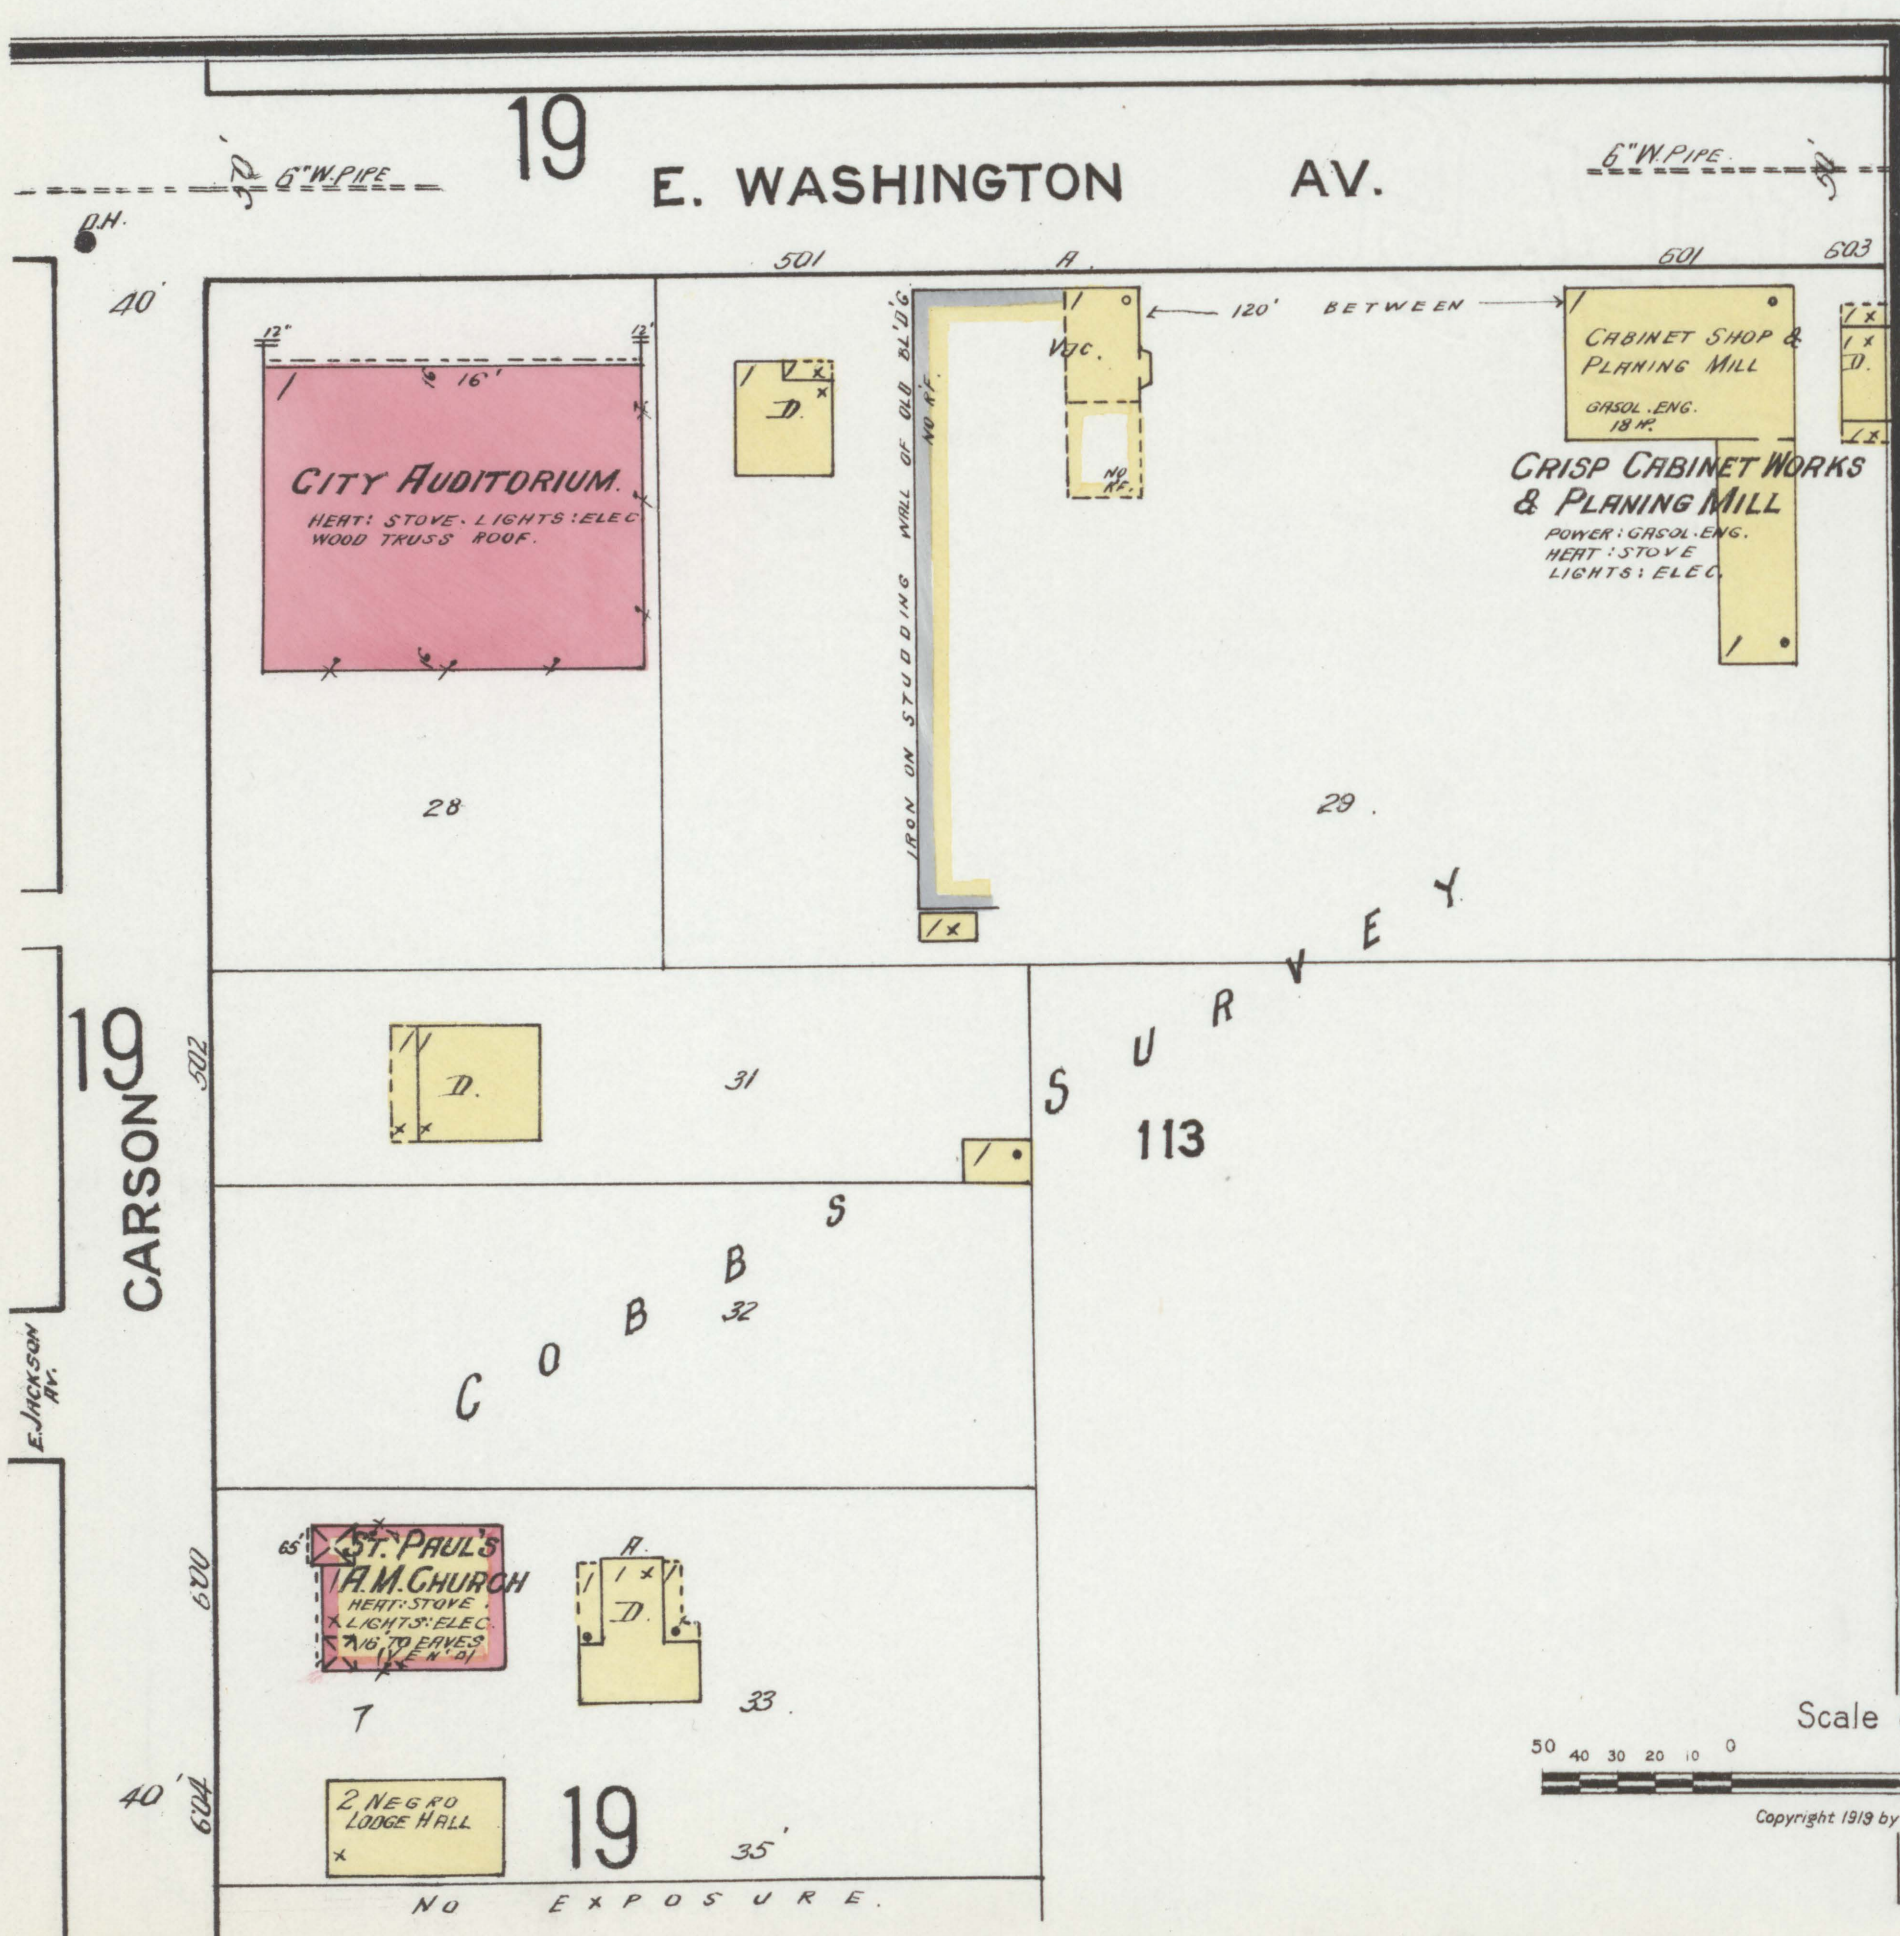 19
50'
6" W. PIPE
E. WASHINGTON AV.
6" W. PIPE.
50'
D.H.
501
A.
601
603
40'
12"
12"
16'
CITY AUDITORIUM.
HEAT: STOVE. LIGHTS: ELEC
WOOD TRUSS ROOF.
D.
IRON ON STUDDING WALL OF OLD BL'D'G.
NO R'F.
Vac.
NO
R'F.
120' BETWEEN
CABINET SHOP &
PLANING MILL
GASOL. ENG.
18 HP.
D.
CRISP CABINET WORKS
& PLANING MILL
POWER: GASOL. ENG.
HEAT: STOVE
LIGHTS: ELEC.
28
29.
19
CARSON
502
D.
31
COBBS SURVEY
113
32
E. JACKSON
AV.
600
65'
ST. PAUL'S
A.M. CHURCH
HEAT: STOVE.
LIGHTS: ELEC.
16' TO EAVES
(VEN'D)
A.
D.
33.
7
40'
604
2 NEGRO
LODGE HALL
19
35'
NO EXPOSURE.
Scale
50 40 30 20 10 0
Copyright 1919 by